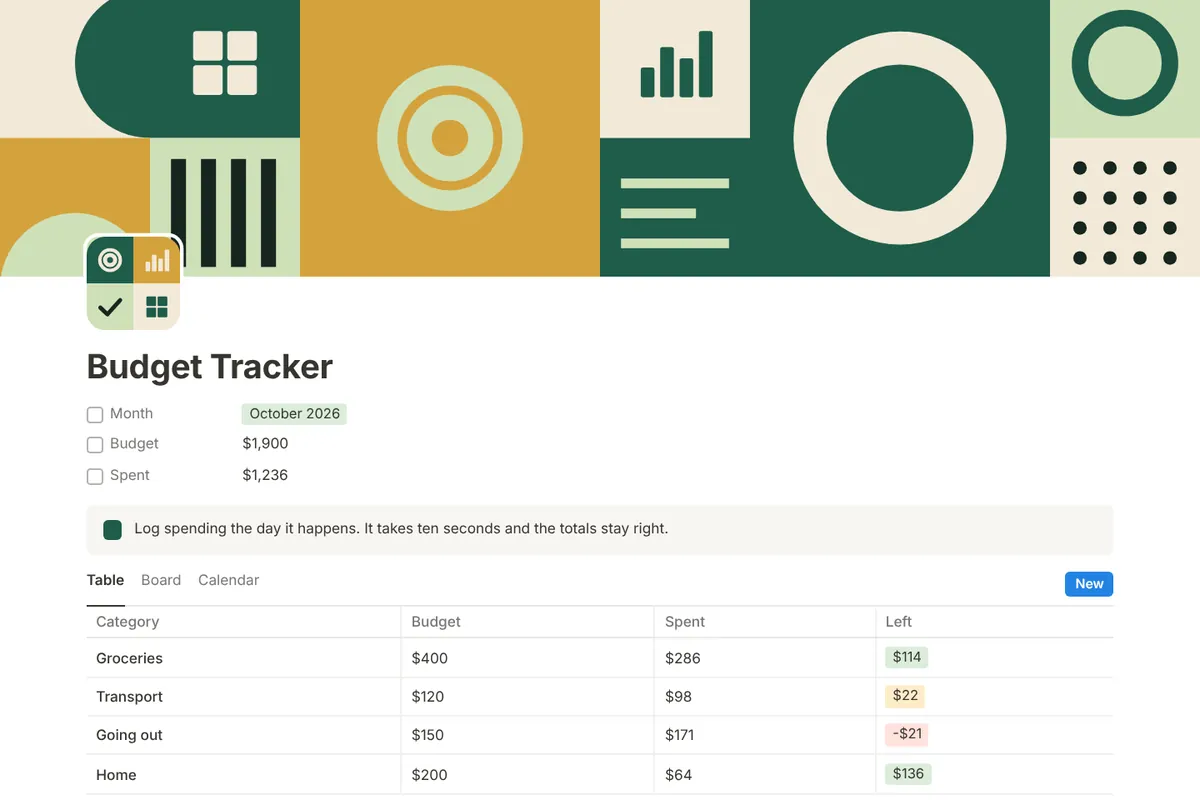 Budget Tracker
Month October 2026
Budget $1,900
Spent $1,236
Log spending the day it happens. It takes ten seconds and the totals stay right.
Table Board Calendar New
Category Budget Spent Left
Groceries $400 $286 $114
Transport $120 $98 $22
Going out $150 $171 -$21
Home $200 $64 $136